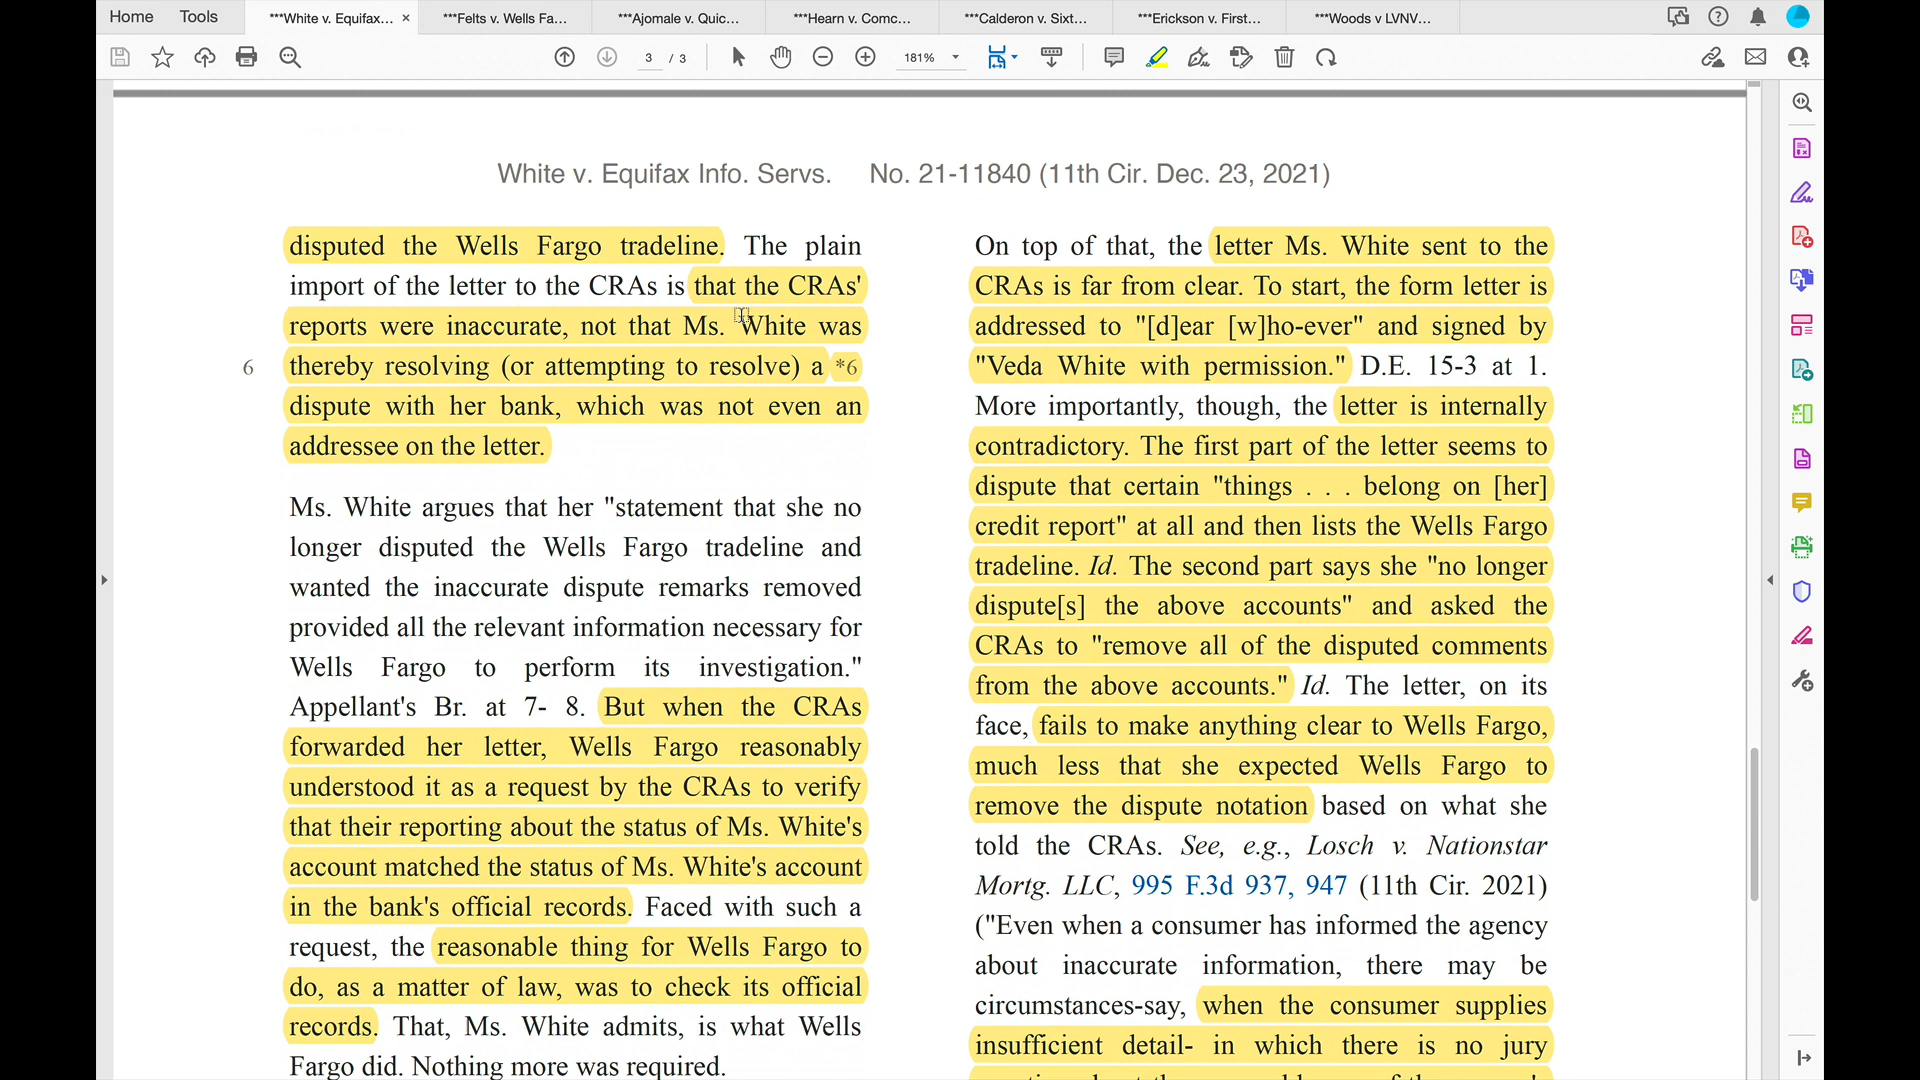 Home
Tools
***White v. Equifax...
***Felts v. Wells Fa...
***Ajomale v. Quic...
***Hearn v. Comc...
***Calderon v. Sixt...
***Erickson v. First...
***Woods v LVNV...
3 / 3
181%
White v. Equifax Info. Servs. No. 21-11840 (11th Cir. Dec. 23, 2021)
disputed the Wells Fargo tradeline. The plain
import of the letter to the CRAs is that the CRAs'
reports were inaccurate, not that Ms. White was
6
thereby resolving (or attempting to resolve) a *6
dispute with her bank, which was not even an
addressee on the letter.
Ms. White argues that her "statement that she no
longer disputed the Wells Fargo tradeline and
wanted the inaccurate dispute remarks removed
provided all the relevant information necessary for
Wells Fargo to perform its investigation."
Appellant's Br. at 7- 8. But when the CRAs
forwarded her letter, Wells Fargo reasonably
understood it as a request by the CRAs to verify
that their reporting about the status of Ms. White's
account matched the status of Ms. White's account
in the bank's official records. Faced with such a
request, the reasonable thing for Wells Fargo to
do, as a matter of law, was to check its official
records. That, Ms. White admits, is what Wells
Fargo did. Nothing more was required.
On top of that, the letter Ms. White sent to the
CRAs is far from clear. To start, the form letter is
addressed to "[d]ear [w]ho-ever" and signed by
"Veda White with permission." D.E. 15-3 at 1.
More importantly, though, the letter is internally
contradictory. The first part of the letter seems to
dispute that certain "things . . . belong on [her]
credit report" at all and then lists the Wells Fargo
tradeline. Id. The second part says she "no longer
dispute[s] the above accounts" and asked the
CRAs to "remove all of the disputed comments
from the above accounts." Id. The letter, on its
face, fails to make anything clear to Wells Fargo,
much less that she expected Wells Fargo to
remove the dispute notation based on what she
told the CRAs. See, e.g., Losch v. Nationstar
Mortg. LLC, 995 F.3d 937, 947 (11th Cir. 2021)
("Even when a consumer has informed the agency
about inaccurate information, there may be
circumstances-say, when the consumer supplies
insufficient detail- in which there is no jury